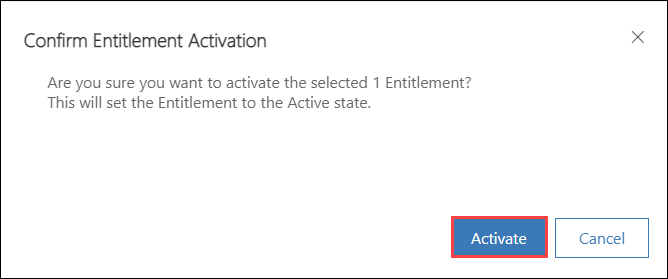 Confirm Entitlement Activation
Are you sure you want to activate the selected 1 Entitlement?
This will set the Entitlement to the Active state.
Activate
Cancel